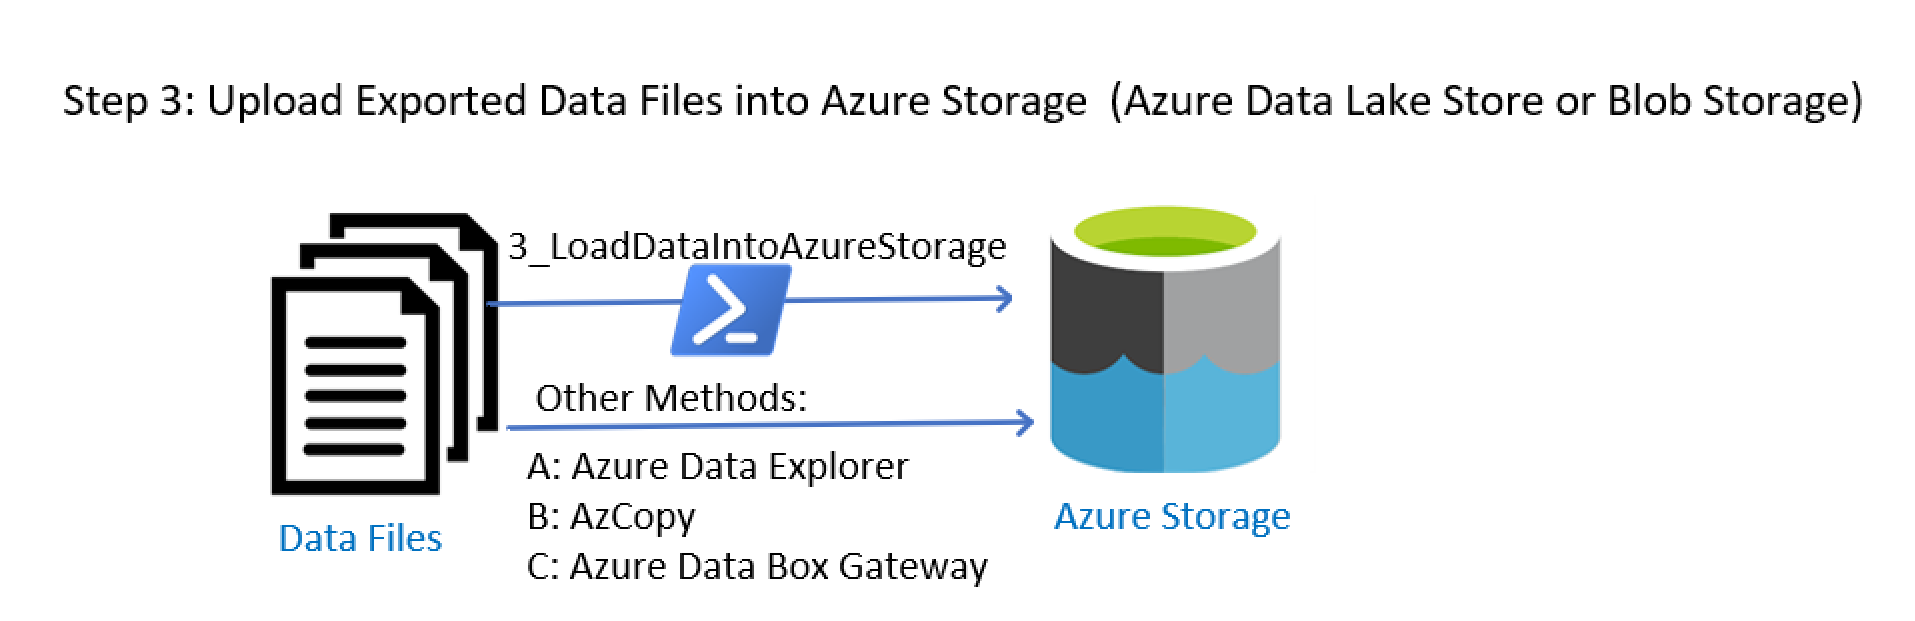 Step 3: Upload Exported Data Files into Azure Storage (Azure Data Lake Store or Blob Storage)
3_LoadDataIntoAzureStorage
Other Methods:
A: Azure Data Explorer
B: AzCopy
C: Azure Data Box Gateway
Data Files
Azure Storage